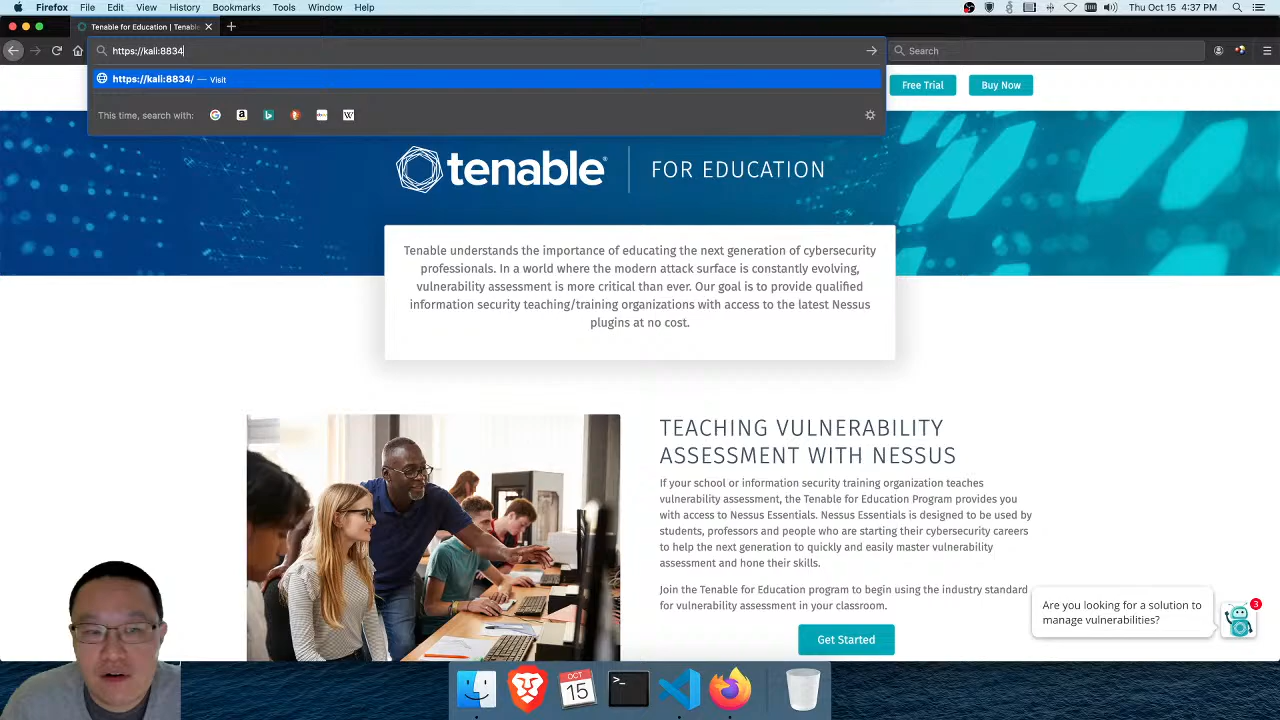 Firefox File Edit View History Bookmarks Tools Window Help
Thu Oct 15 4:37 PM
Tenable for Education | Tenable
https://kali:8834
Search
https://kali:8834/ — Visit
This time, search with:
Free Trial
Buy Now
tenable
FOR EDUCATION
Tenable understands the importance of educating the next generation of cybersecurity
professionals. In a world where the modern attack surface is constantly evolving,
vulnerability assessment is more critical than ever. Our goal is to provide qualified
information security teaching/training organizations with access to the latest Nessus
plugins at no cost.
TEACHING VULNERABILITY
ASSESSMENT WITH NESSUS
If your school or information security training organization teaches
vulnerability assessment, the Tenable for Education Program provides you
with access to Nessus Essentials. Nessus Essentials is designed to be used by
students, professors and people who are starting their cybersecurity careers
to help the next generation to quickly and easily master vulnerability
assessment and hone their skills.
Join the Tenable for Education program to begin using the industry standard
for vulnerability assessment in your classroom.
Get Started
Are you looking for a solution to
manage vulnerabilities?
3
OCT
15